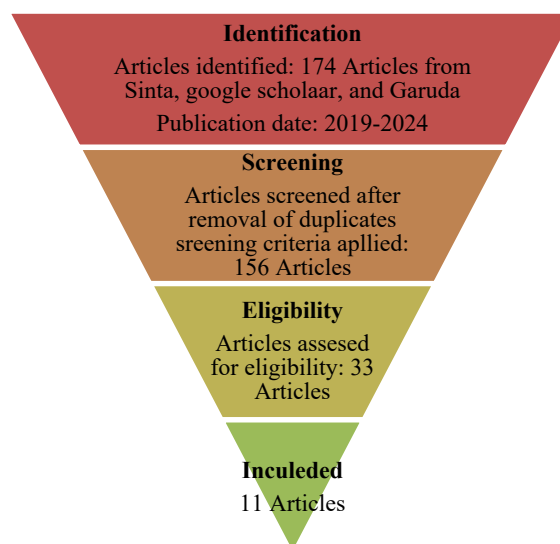 Identification
Articles identified: 174 Articles from
Sinta, google scholaar, and Garuda
Publication date: 2019-2024
Screening
Articles screened after
removal of duplicates
sreening criteria apllied:
156 Articles
Eligibility
Articles assesed
for eligibility: 33
Articles
Inculeded
11 Articles